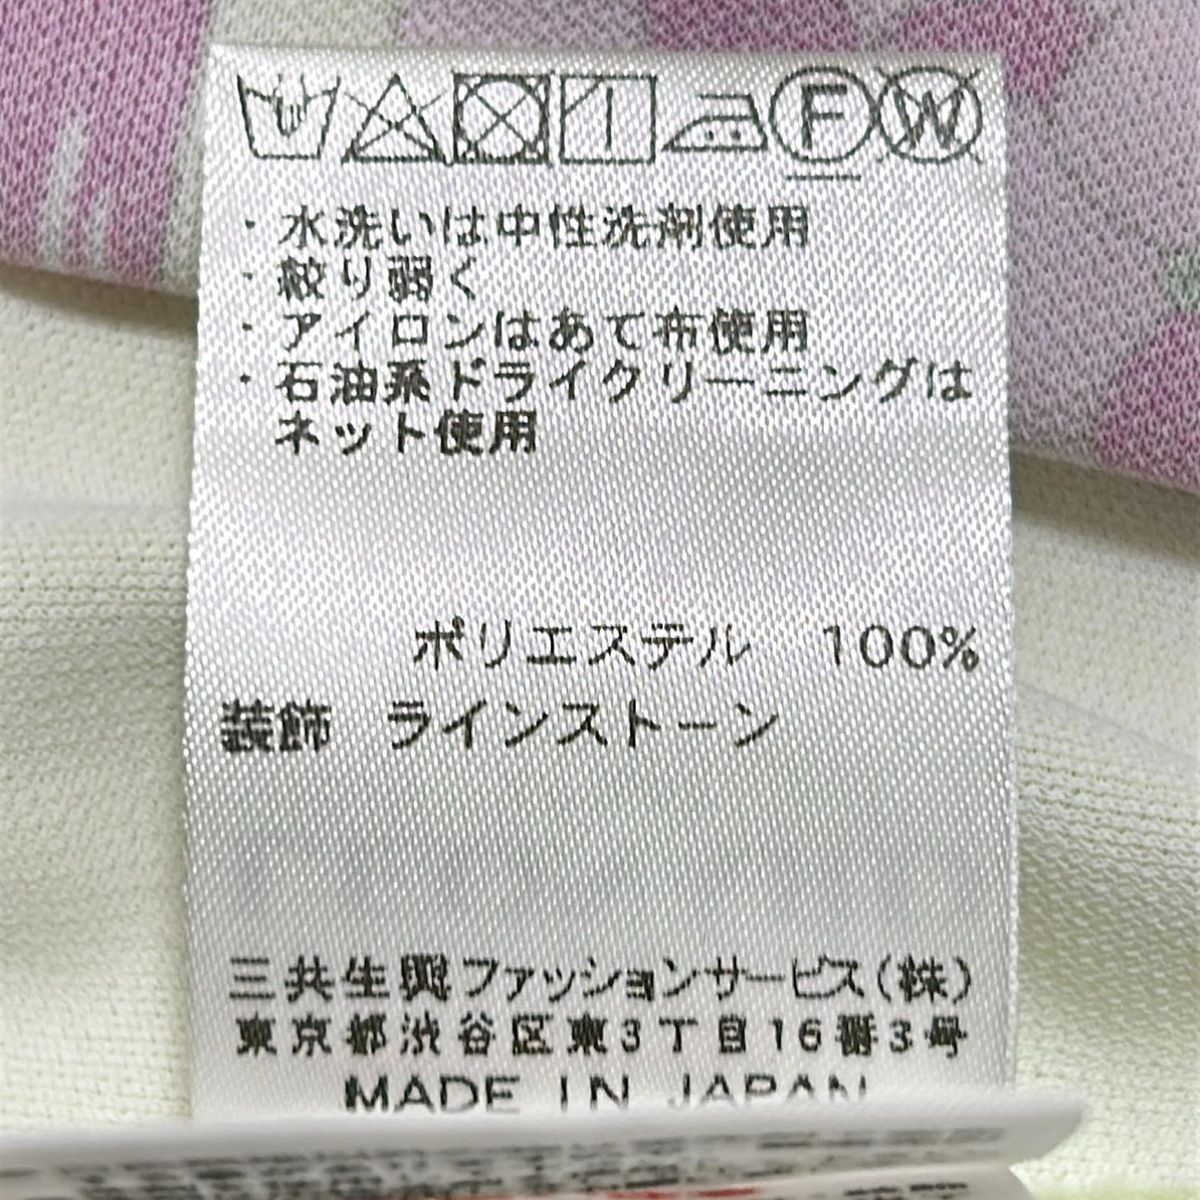 F W
・水洗いは中性洗剤使用
・絞り弱く
・アイロンはあて布使用
・石油系ドライクリーニングは
ネット使用
ポリエステル 100%
装飾 ラインストーン
三共生興ファッションサービス(株)
東京都渋谷区東3丁目16番3号
MADE IN JAPAN